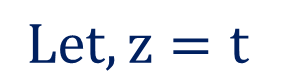 Let, z = t